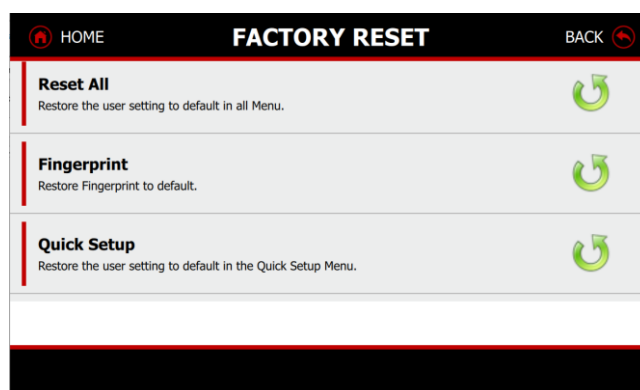 HOME FACTORY RESET BACK
Reset All
Restore the user setting to default in all Menu.
Fingerprint
Restore Fingerprint to default.
Quick Setup
Restore the user setting to default in the Quick Setup Menu.